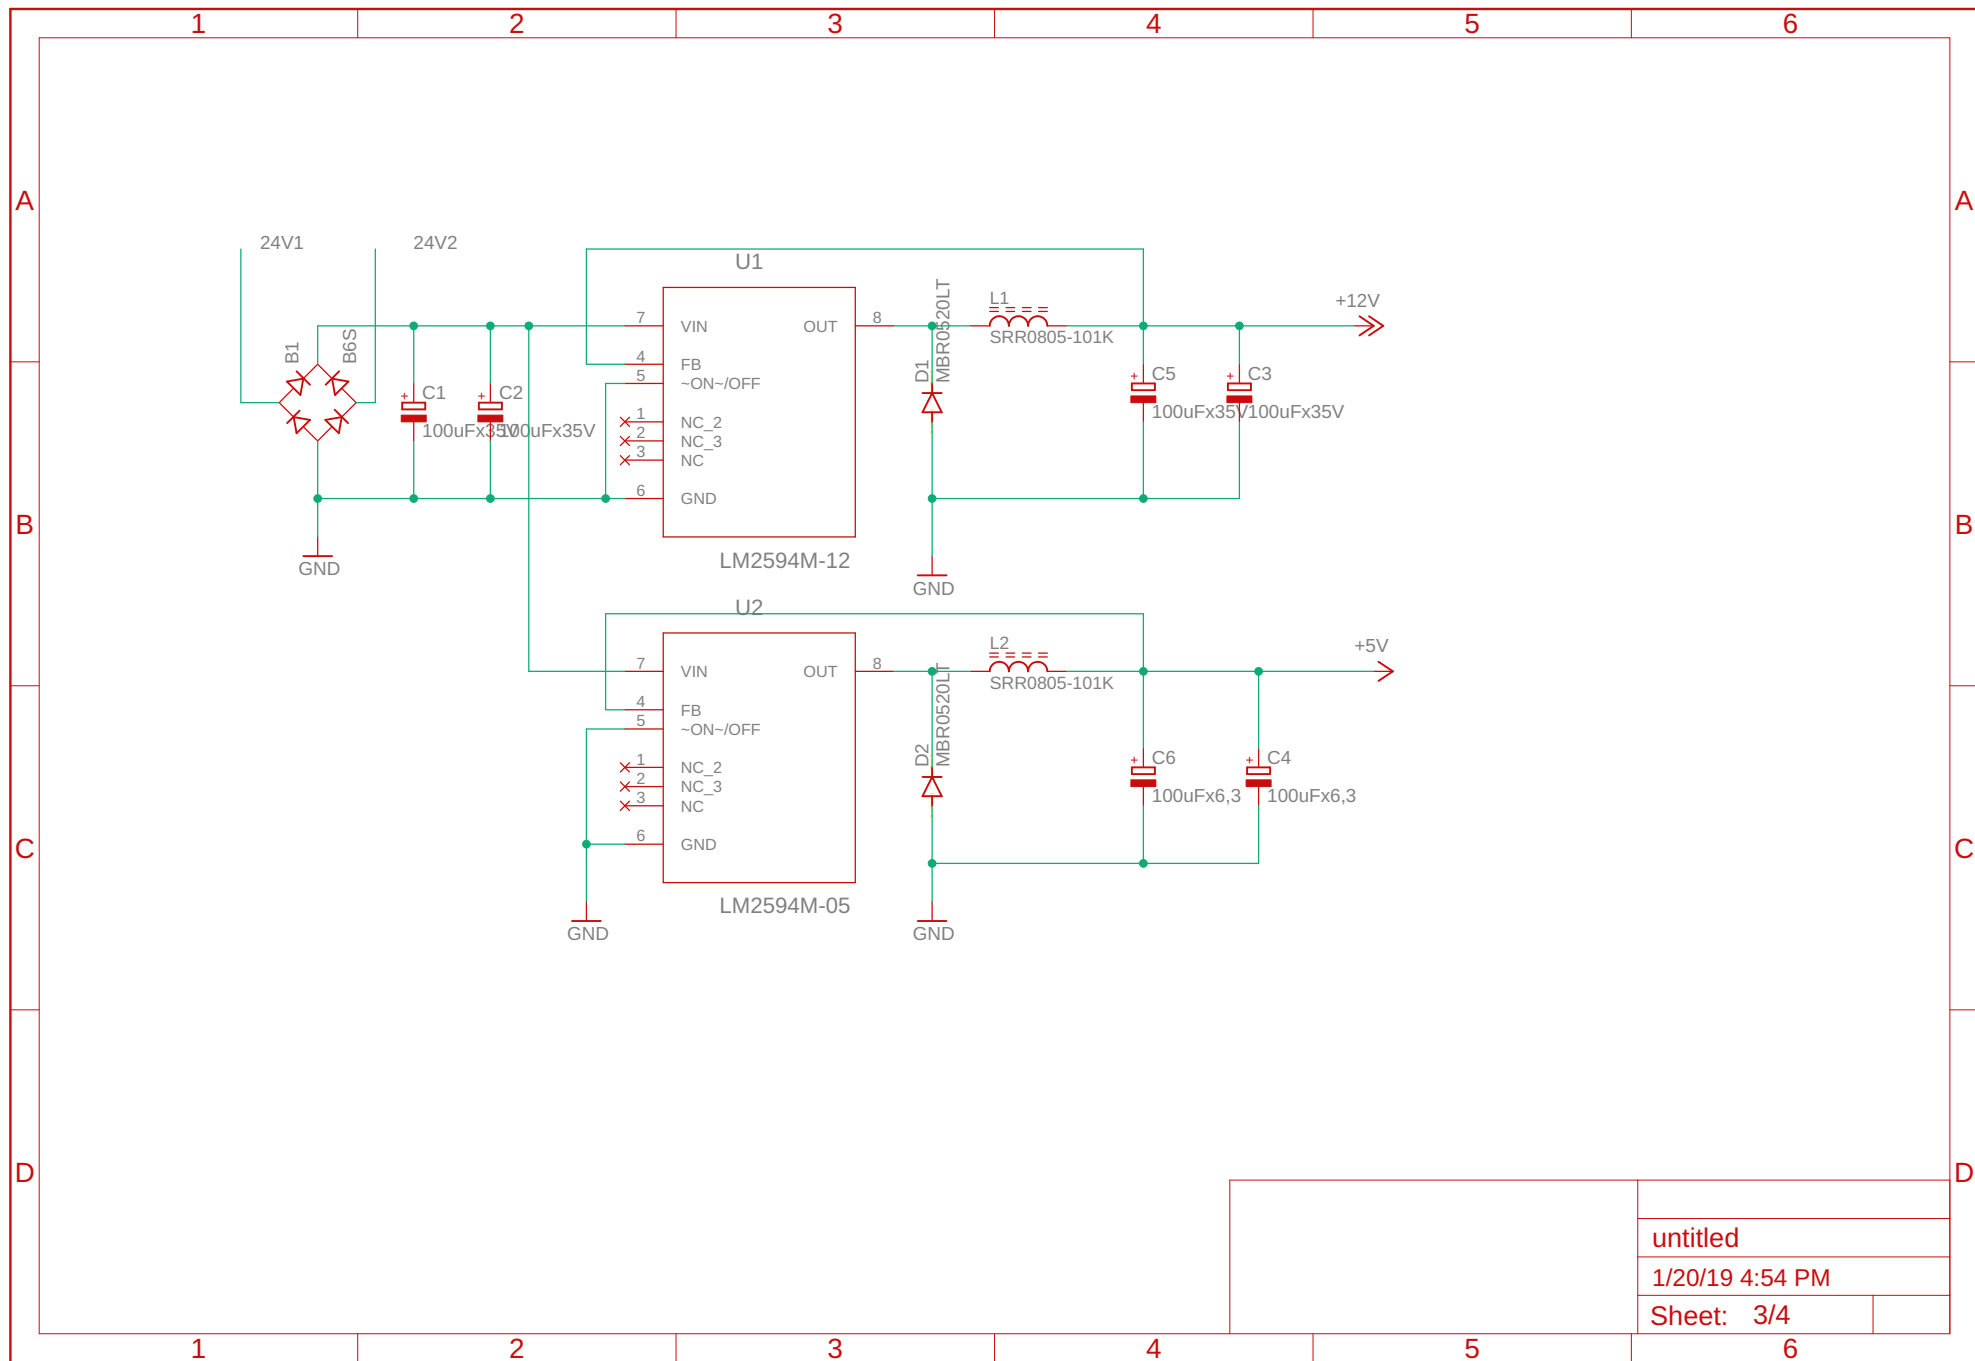 1 2 3 4 5 6
A A
24V1 24V2
U1
B1
B6S
7 VIN OUT 8
4 FB
5 ~ON~/OFF
1 NC_2
2 NC_3
3 NC
6 GND
LM2594M-12
+ C1
100uFx35V
+ C2
100uFx35V
GND
D1
MBR0520LT
L1
SRR0805-101K
+12V
+ C5
100uFx35V
+ C3
100uFx35V
GND
B B
U2
7 VIN OUT 8
4 FB
5 ~ON~/OFF
1 NC_2
2 NC_3
3 NC
6 GND
LM2594M-05
GND
D2
MBR0520LT
L2
SRR0805-101K
+5V
+ C6
100uFx6,3
+ C4
100uFx6,3
GND
C C
D D
untitled
1/20/19 4:54 PM
Sheet: 3/4
1 2 3 4 5 6